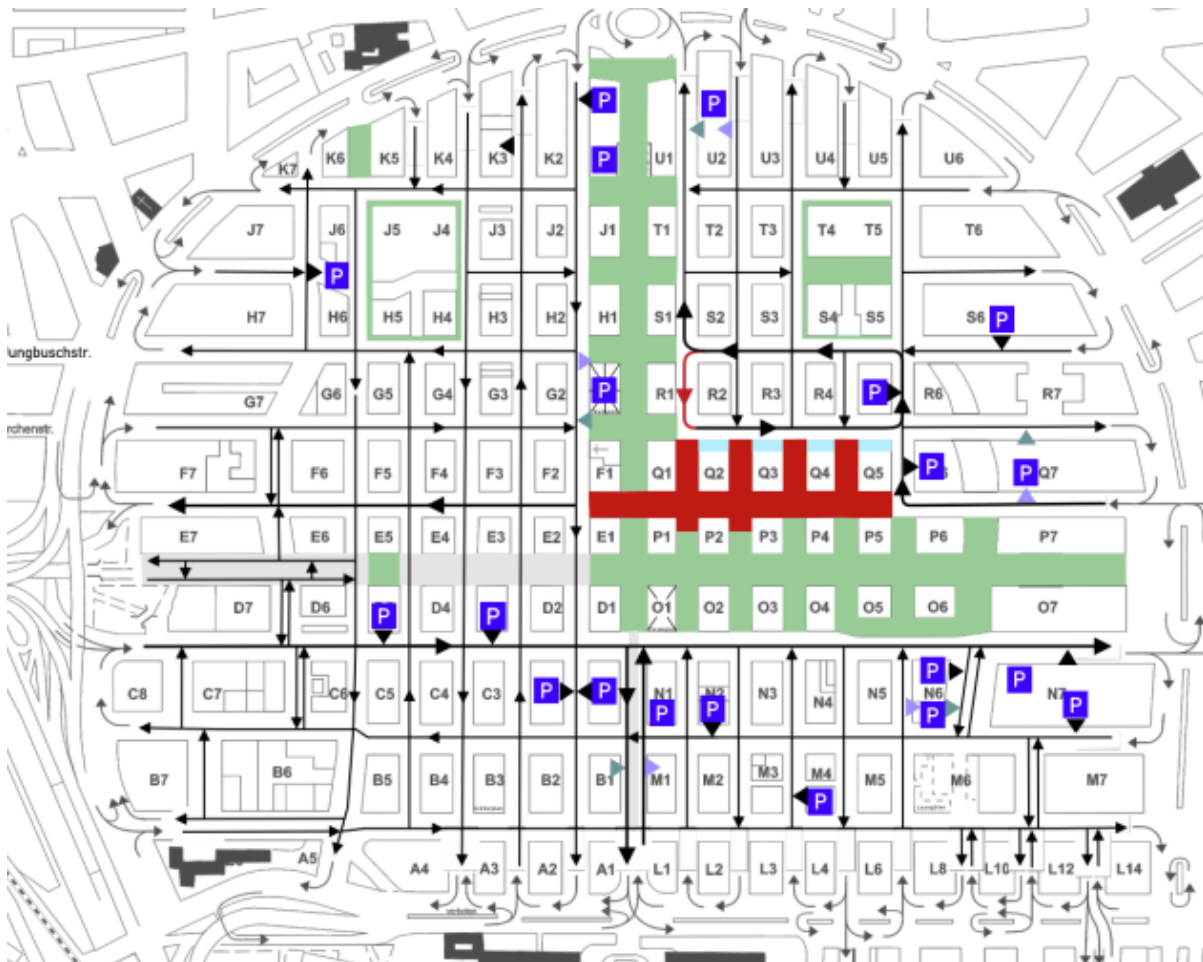 P
P
K7 K6 K5 K4 K3 K2 P U1 U2 U3 U4 U5 U6
J7 J6 J5 J4 J3 J2 J1 T1 T2 T3 T4 T5 T6
P
H7 H6 H5 H4 H3 H2 H1 S1 S2 S3 S4 S5 S6
P
Jungbuschstr.
G7 G6 G5 G4 G3 G2 P R1 R2 R3 R4 P R6 R7
rchenstr.
F7 F6 F5 F4 F3 F2 F1 Q1 Q2 Q3 Q4 Q5 P P Q7
E7 E6 E5 E4 E3 E2 E1 P1 P2 P3 P4 P5 P6 P7
D7 D6 P D4 P D2 D1 O1 O2 O3 O4 O5 O6 O7
C8 C7 C6 C5 C4 C3 P P N1 N2 N3 N4 N5 N6 N7
P P P P P P
B7 B6 B5 B4 B3 B2 B1 M1 M2 M3 M4 M5 M6 M7
P
A5 A4 A3 A2 A1 L1 L2 L3 L4 L6 L8 L10 L12 L14